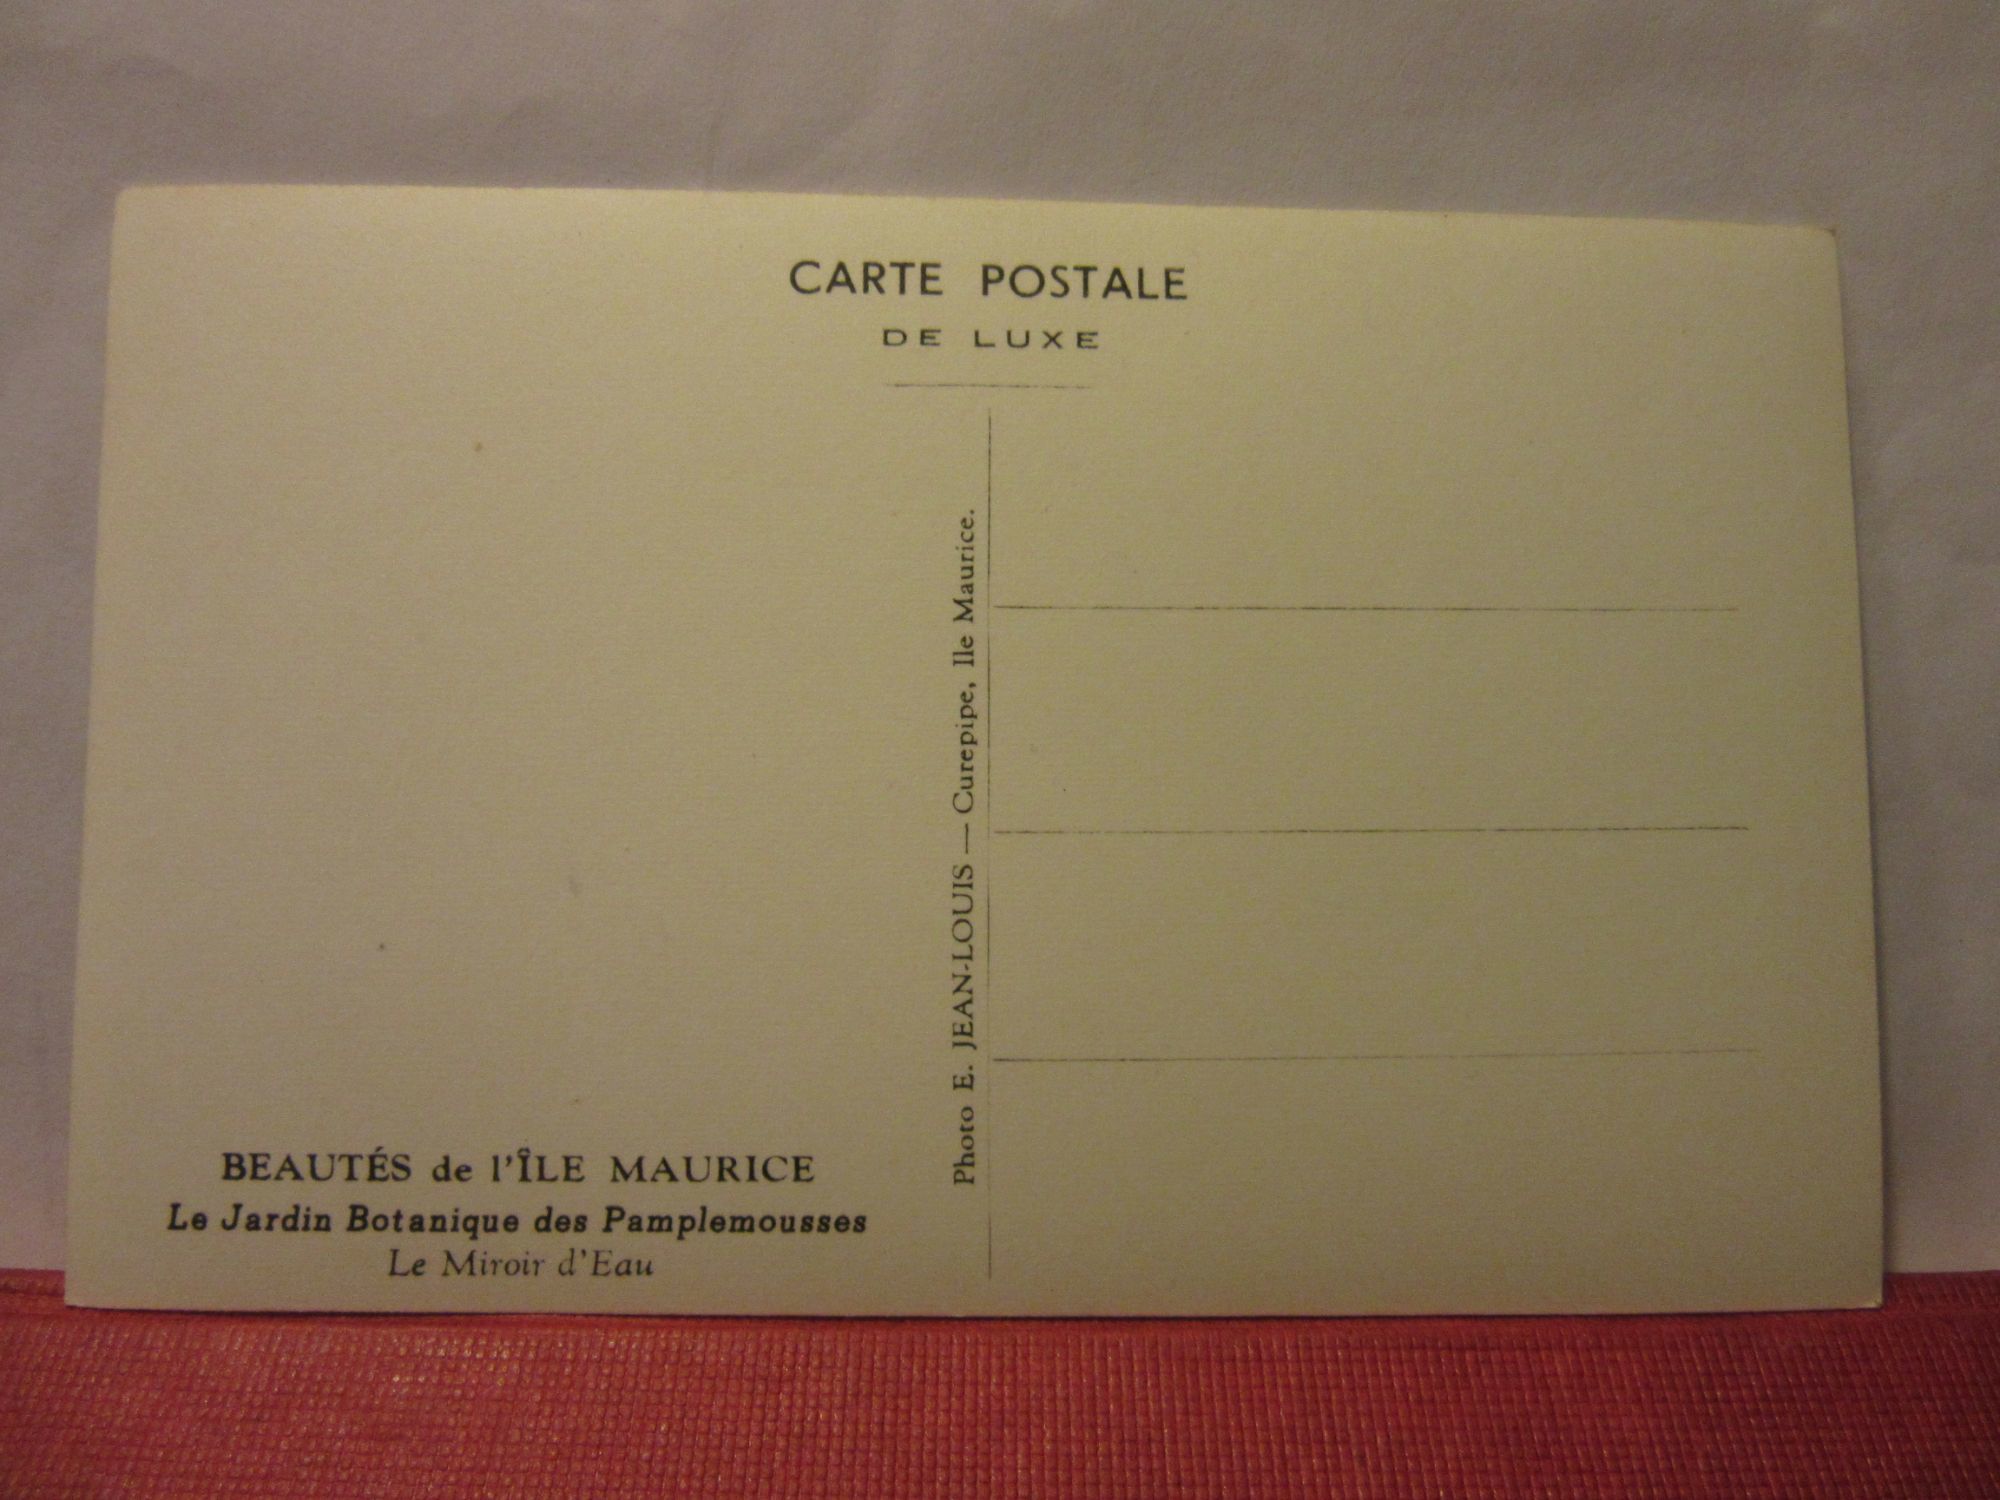 CARTE POSTALE
DE LUXE
Photo E. JEAN-LOUIS — Curepipe, Ile Maurice.
BEAUTÉS de l'ÎLE MAURICE
Le Jardin Botanique des Pamplemousses
Le Miroir d'Eau